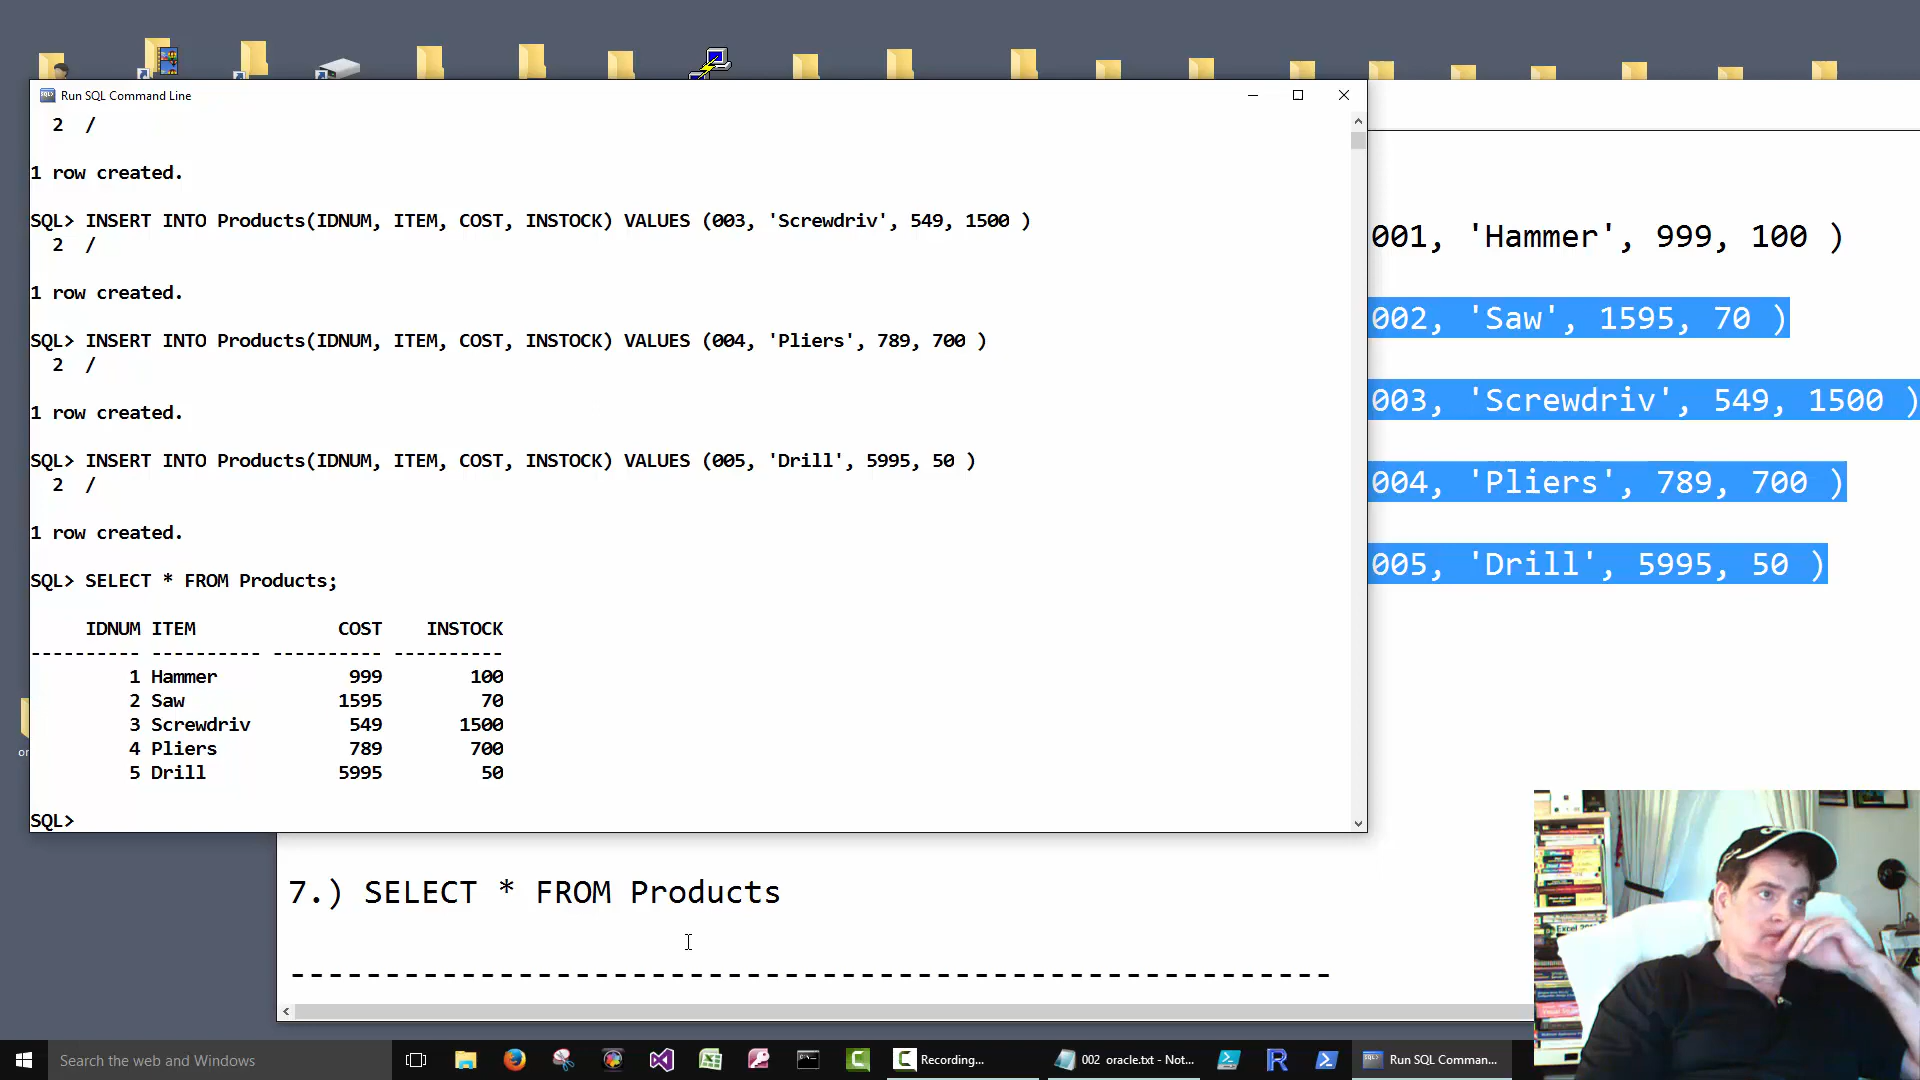 Run SQL Command Line
2 /
1 row created.
SQL> INSERT INTO Products(IDNUM, ITEM, COST, INSTOCK) VALUES (003, 'Screwdriv', 549, 1500 )
2 /
1 row created.
SQL> INSERT INTO Products(IDNUM, ITEM, COST, INSTOCK) VALUES (004, 'Pliers', 789, 700 )
2 /
1 row created.
SQL> INSERT INTO Products(IDNUM, ITEM, COST, INSTOCK) VALUES (005, 'Drill', 5995, 50 )
2 /
1 row created.
SQL> SELECT * FROM Products;
IDNUM ITEM COST INSTOCK
---------- ---------- ---------- ----------
1 Hammer 999 100
2 Saw 1595 70
3 Screwdriv 549 1500
4 Pliers 789 700
5 Drill 5995 50
SQL>
001, 'Hammer', 999, 100 )
002, 'Saw', 1595, 70 )
003, 'Screwdriv', 549, 1500 )
004, 'Pliers', 789, 700 )
005, 'Drill', 5995, 50 )
or
7.) SELECT * FROM Products
-------------------------------------------------------
Search the web and Windows
Recording...
002 oracle.txt - Not...
Run SQL Comman...